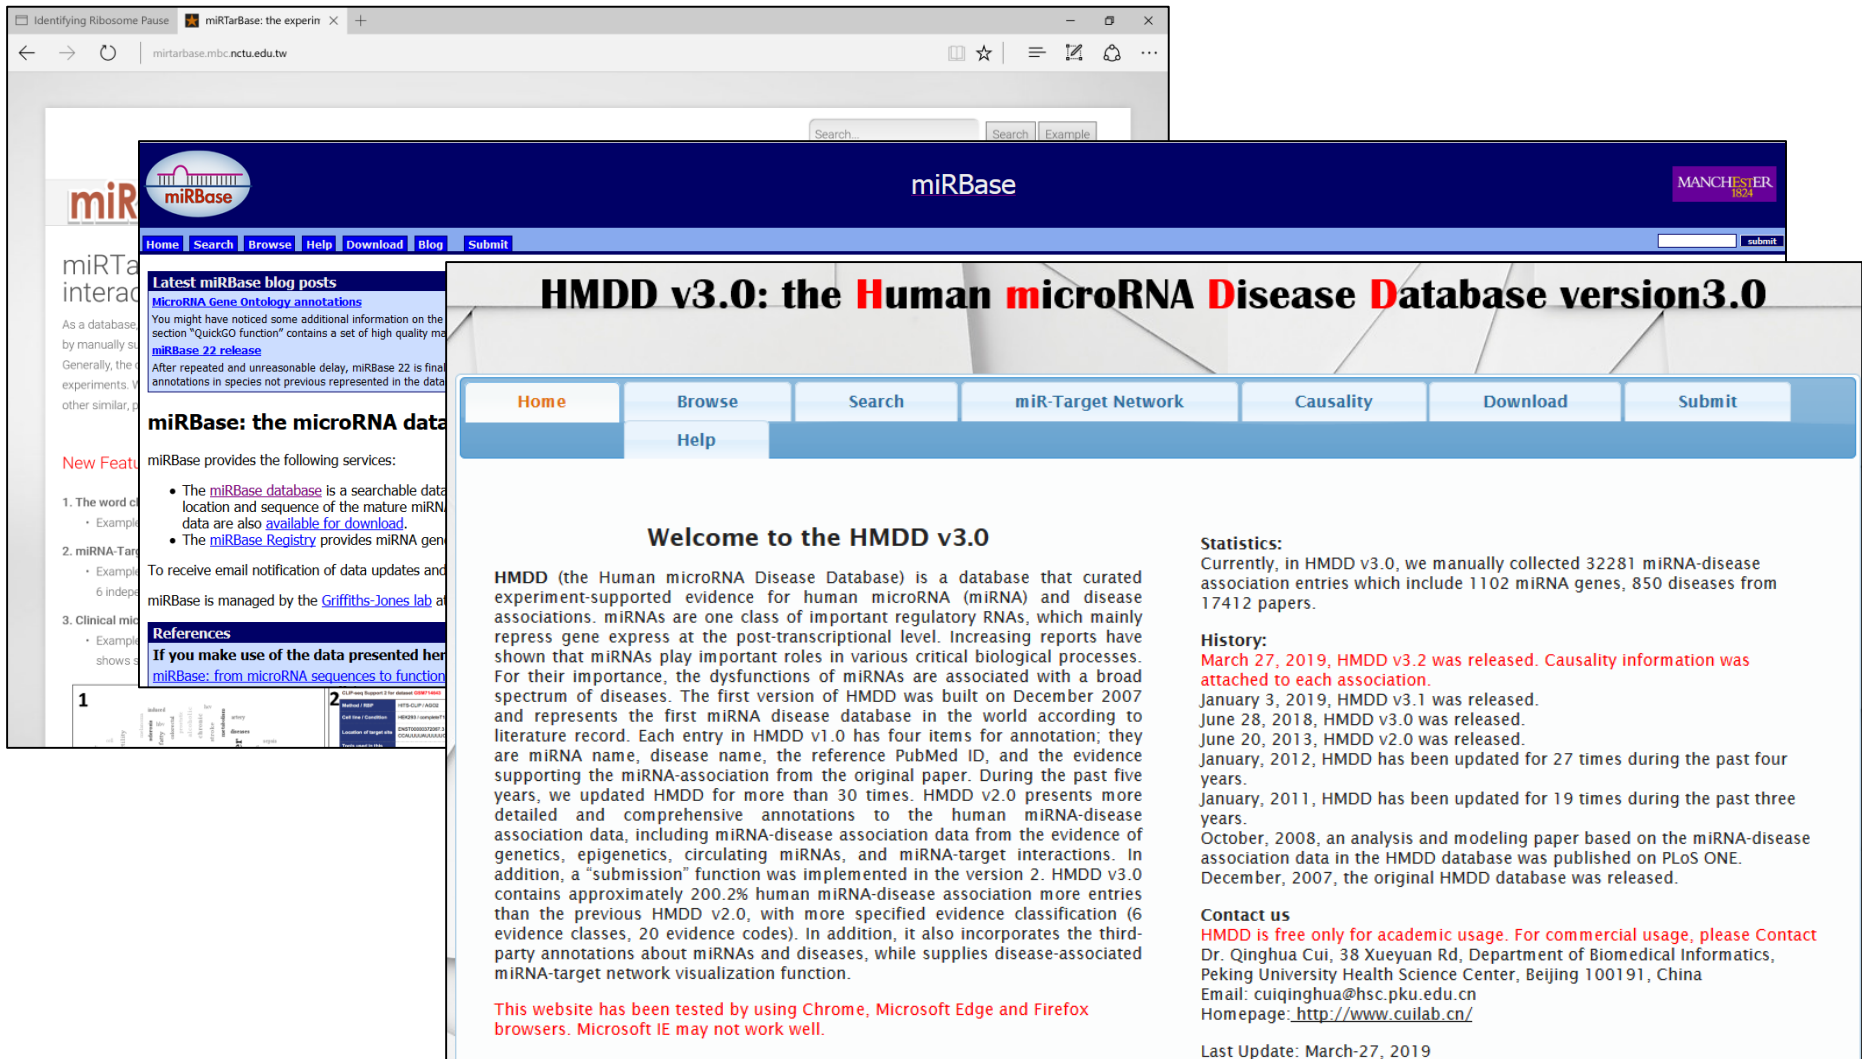 Identifying Ribosome Pause
miRTarBase: the experin
mirtarbase.mbc.nctu.edu.tw
Search...
Search
Example
miR
miRTa
interac
As a database,
by manually su
Generally, the c
experiments. W
other similar, p
New Featu
1. The word cl
• Example
2. miRNA-Targ
• Example
6 indepe
3. Clinical mic
• Example
shows s
1
2
CLIP-seq Support 2 for dataset GSM714643
Method / RBP
HITS-CLIP / AGO2
Cell line / Condition
Location of target site
artery
diseases
miRBase
miRBase
MANCHESTER
1824
Home
Search
Browse
Help
Download
Blog
Submit
submit
Latest miRBase blog posts
MicroRNA Gene Ontology annotations
You might have noticed some additional information on the
section “QuickGO function” contains a set of high quality ma
miRBase 22 release
After repeated and unreasonable delay, miRBase 22 is final
annotations in species not previous represented in the data
miRBase: the microRNA data
miRBase provides the following services:
• The miRBase database is a searchable data
location and sequence of the mature miRN
data are also available for download.
• The miRBase Registry provides miRNA gen
To receive email notification of data updates and
miRBase is managed by the Griffiths-Jones lab at
References
If you make use of the data presented her
miRBase: from microRNA sequences to function
HMDD v3.0: the Human microRNA Disease Database version3.0
Home
Browse
Search
miR-Target Network
Causality
Download
Submit
Help
Welcome to the HMDD v3.0
HMDD (the Human microRNA Disease Database) is a database that curated
experiment-supported evidence for human microRNA (miRNA) and disease
associations. miRNAs are one class of important regulatory RNAs, which mainly
repress gene express at the post-transcriptional level. Increasing reports have
shown that miRNAs play important roles in various critical biological processes.
For their importance, the dysfunctions of miRNAs are associated with a broad
spectrum of diseases. The first version of HMDD was built on December 2007
and represents the first miRNA disease database in the world according to
literature record. Each entry in HMDD v1.0 has four items for annotation; they
are miRNA name, disease name, the reference PubMed ID, and the evidence
supporting the miRNA-association from the original paper. During the past five
years, we updated HMDD for more than 30 times. HMDD v2.0 presents more
detailed and comprehensive annotations to the human miRNA-disease
association data, including miRNA-disease association data from the evidence of
genetics, epigenetics, circulating miRNAs, and miRNA-target interactions. In
addition, a “submission” function was implemented in the version 2. HMDD v3.0
contains approximately 200.2% human miRNA-disease association more entries
than the previous HMDD v2.0, with more specified evidence classification (6
evidence classes, 20 evidence codes). In addition, it also incorporates the third-
party annotations about miRNAs and diseases, while supplies disease-associated
miRNA-target network visualization function.
This website has been tested by using Chrome, Microsoft Edge and Firefox
browsers. Microsoft IE may not work well.
Statistics:
Currently, in HMDD v3.0, we manually collected 32281 miRNA-disease
association entries which include 1102 miRNA genes, 850 diseases from
17412 papers.
History:
March 27, 2019, HMDD v3.2 was released. Causality information was
attached to each association.
January 3, 2019, HMDD v3.1 was released.
June 28, 2018, HMDD v3.0 was released.
June 20, 2013, HMDD v2.0 was released.
January, 2012, HMDD has been updated for 27 times during the past four
years.
January, 2011, HMDD has been updated for 19 times during the past three
years.
October, 2008, an analysis and modeling paper based on the miRNA-disease
association data in the HMDD database was published on PLoS ONE.
December, 2007, the original HMDD database was released.
Contact us
HMDD is free only for academic usage. For commercial usage, please Contact
Dr. Qinghua Cui, 38 Xueyuan Rd, Department of Biomedical Informatics,
Peking University Health Science Center, Beijing 100191, China
Email: cuiqinghua@hsc.pku.edu.cn
Homepage: http://www.cuilab.cn/
Last Update: March-27, 2019